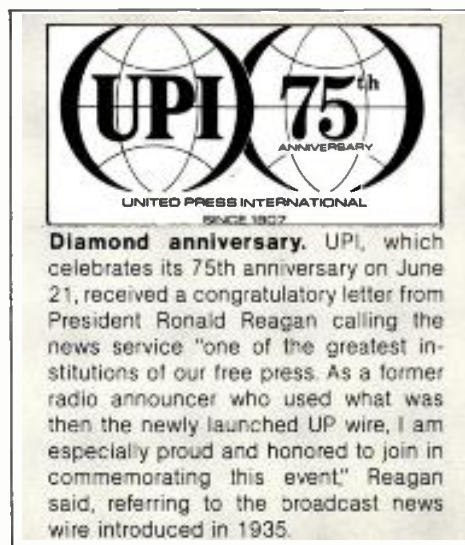 UPI 75th
ANNIVERSARY
UNITED PRESS INTERNATIONAL
SINCE 1907
Diamond anniversary. UPI, which
celebrates its 75th anniversary on June
21, received a congratulatory letter from
President Ronald Reagan calling the
news service "one of the greatest in-
stitutions of our free press. As a former
radio announcer who used what was
then the newly launched UP wire, I am
especially proud and honored to join in
commemorating this event," Reagan
said, referring to the broadcast news
wire introduced in 1935.